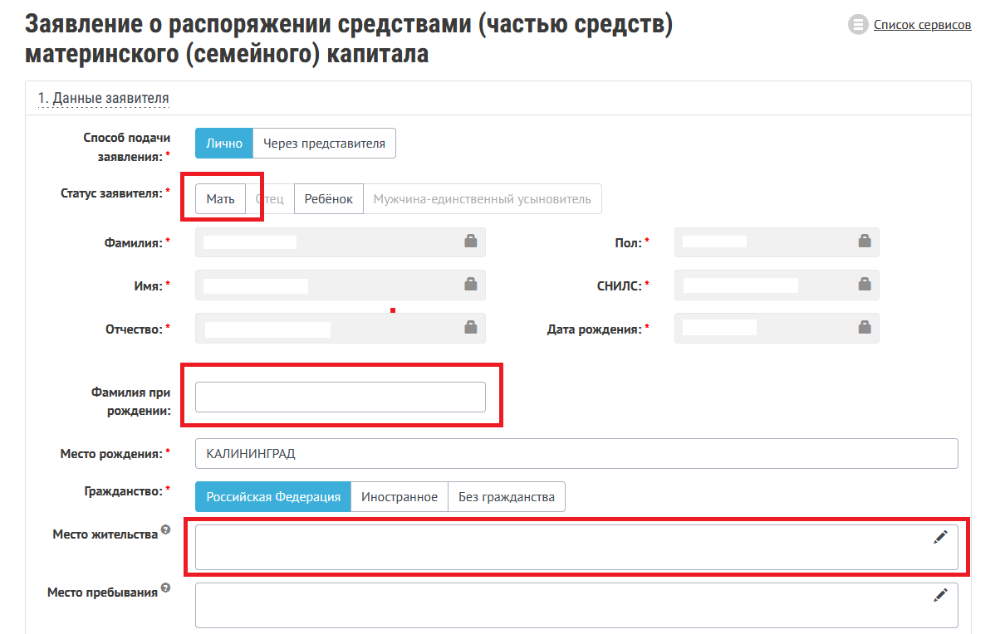 Заявление о распоряжении средствами (частью средств)
материнского (семейного) капитала
Список сервисов
1. Данные заявителя
Способ подачи
заявления: *
Лично
Через представителя
Статус заявителя: *
Мать
Отец
Ребёнок
Мужчина-единственный усыновитель
Фамилия: *
Пол: *
Имя: *
СНИЛС: *
Отчество: *
Дата рождения: *
Фамилия при
рождении:
Место рождения: *
КАЛИНИНГРАД
Гражданство: *
Российская Федерация
Иностранное
Без гражданства
Место жительства ?
Место пребывания ?